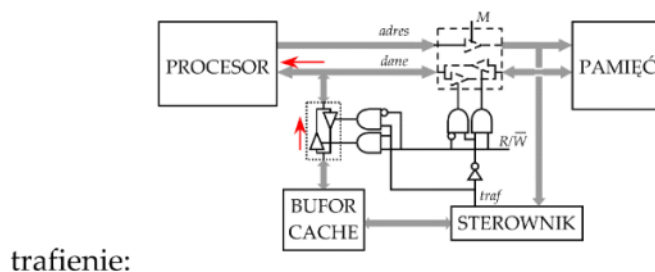 M
adres
PROCESOR
dane
PAMIĘĆ
R/W̅
traf
BUFOR
CACHE
STEROWNIK
trafienie: